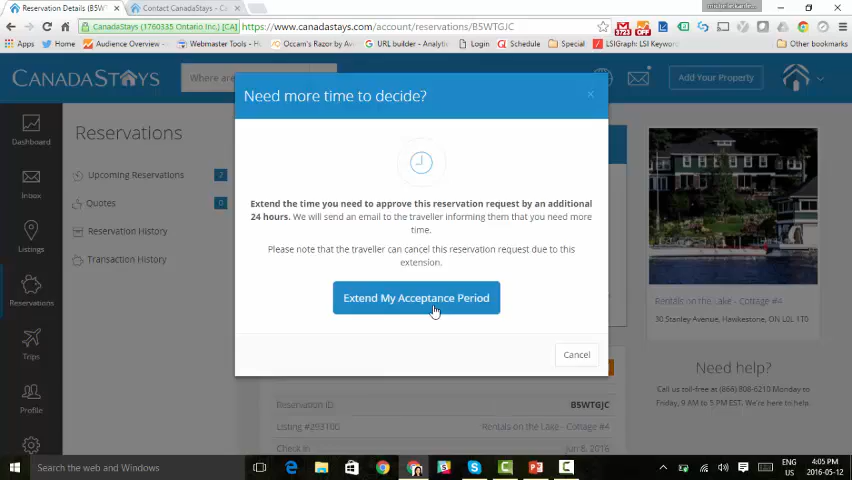 Reservation Details (B5W
Contact CanadaStays - C
CanadaStays (1760335 Ontario Inc.) [CA] https://www.canadastays.com/account/reservations/B5WTGJC
Work Home Audience Overview - Webmaster Tools - H Occam's Razor by Avin URL builder - Analytic Login Schedule Special LSIGraph: LSI Keywor Other bookmarks
CANADASTAYS
Where are
Add Your Property
Need more time to decide?
Extend the time you need to approve this reservation request by an additional
24 hours. We will send an email to the traveller informing them that you need more
time.
Please note that the traveller can cancel this reservation request due to this
extension.
Extend My Acceptance Period
Cancel
Dashboard
Inbox
Listings
Reservations
Trips
Profile
Reservations
Upcoming Reservations 2
Quotes 0
Reservation History
Transaction History
Reservation ID B5WTGJC
Listing #293100 Rentals on the Lake - Cottage #4
Check in Jun 8, 2016
Rentals on the Lake - Cottage #4
30 Stanley Avenue, Hawkestone, ON L0L 1T0
Need help?
Call us toll-free at (866) 808-6210 Monday to
Friday, 9 AM to 5 PM EST. We're here to help.
Search the web and Windows
ENG
US
4:05 PM
2016-05-12